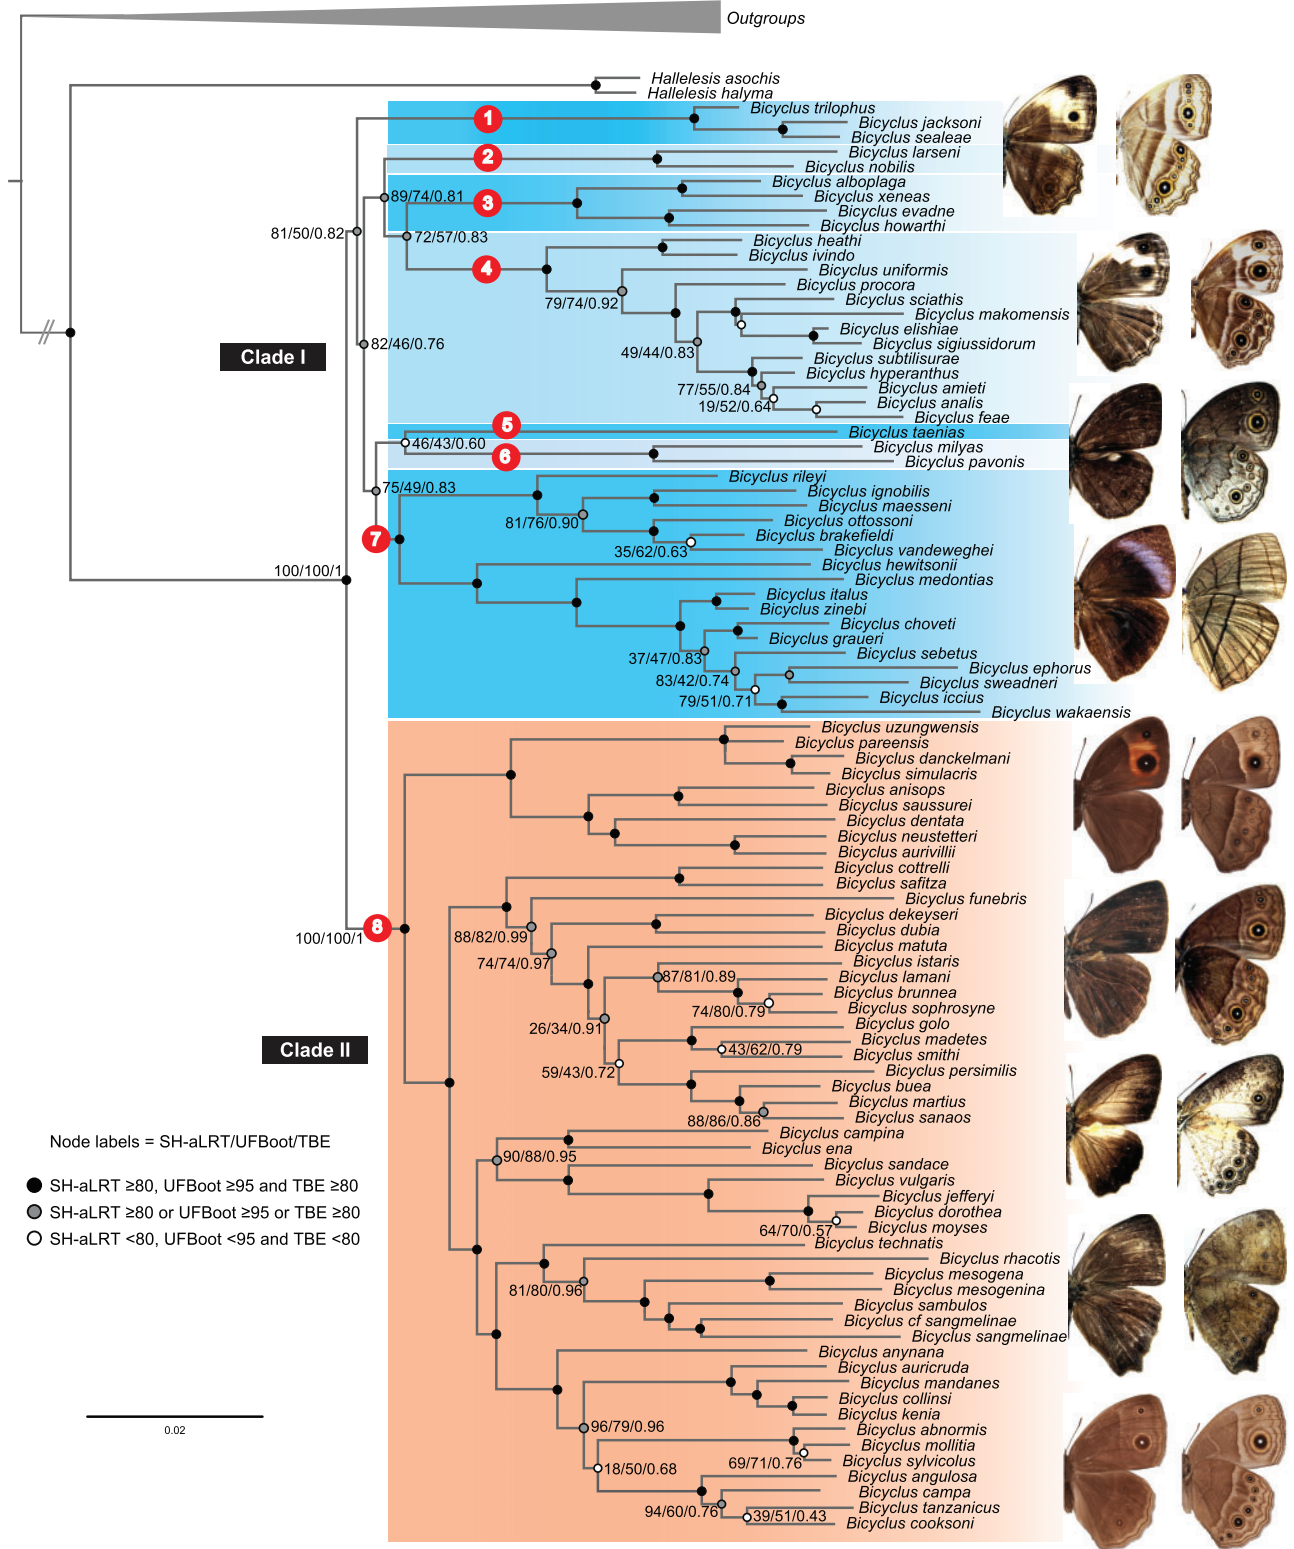 Outgroups
Hallelesis asochis
Hallelesis halyma
Bicyclus trilophus
1
Bicyclus jacksoni
Bicyclus sealeae
Bicyclus larseni
2
Bicyclus nobilis
Bicyclus alboplaga
89/74/0.81
Bicyclus xeneas
3
Bicyclus evadne
Bicyclus howarthi
81/50/0.82
72/57/0.83
Bicyclus heathi
Bicyclus ivindo
4
Bicyclus uniformis
Bicyclus procora
79/74/0.92
Bicyclus sciathis
Bicyclus makomensis
Bicyclus elishiae
82/46/0.76
Bicyclus sigiussidorum
49/44/0.83
Clade I
Bicyclus subtilisurae
Bicyclus hyperanthus
77/55/0.84
Bicyclus amieti
19/52/0.64
Bicyclus analis
Bicyclus feae
5
Bicyclus taenias
46/43/0.60
Bicyclus milyas
6
Bicyclus pavonis
Bicyclus rileyi
75/49/0.83
Bicyclus ignobilis
Bicyclus maesseni
81/76/0.90
Bicyclus ottossoni
Bicyclus brakefieldi
7
35/62/0.63
Bicyclus vandeweghei
Bicyclus hewitsonii
100/100/1
Bicyclus medontias
Bicyclus italus
Bicyclus zinebi
Bicyclus choveti
Bicyclus graueri
37/47/0.83
Bicyclus sebetus
Bicyclus ephorus
83/42/0.74
Bicyclus sweadneri
79/51/0.71
Bicyclus iccius
Bicyclus wakaensis
Bicyclus uzungwensis
Bicyclus pareensis
Bicyclus danckelmani
Bicyclus simulacris
Bicyclus anisops
Bicyclus saussurei
Bicyclus dentata
Bicyclus neustetteri
Bicyclus aurivillii
Bicyclus cottrelli
Bicyclus safitza
Bicyclus funebris
Bicyclus dekeyseri
8
100/100/1
88/82/0.99
Bicyclus dubia
Bicyclus matuta
74/74/0.97
Bicyclus istaris
87/81/0.89
Bicyclus lamani
Bicyclus brunnea
74/80/0.79
Bicyclus sophrosyne
26/34/0.91
Bicyclus golo
Bicyclus madetes
Clade II
43/62/0.79
Bicyclus smithi
59/43/0.72
Bicyclus persimilis
Bicyclus buea
Bicyclus martius
88/86/0.86
Bicyclus sanaos
Bicyclus campina
Node labels = SH-aLRT/UFBoot/TBE
Bicyclus ena
90/88/0.95
Bicyclus sandace
Bicyclus vulgaris
SH-aLRT ≥80, UFBoot ≥95 and TBE ≥80
Bicyclus jefferyi
SH-aLRT ≥80 or UFBoot ≥95 or TBE ≥80
Bicyclus dorothea
64/70/0.57
Bicyclus moyses
SH-aLRT <80, UFBoot <95 and TBE <80
Bicyclus technatis
Bicyclus rhacotis
Bicyclus mesogena
81/80/0.96
Bicyclus mesogenina
Bicyclus sambulos
Bicyclus cf sangmelinae
Bicyclus sangmelinae
Bicyclus anynana
Bicyclus auricruda
Bicyclus mandanes
Bicyclus collinsi
Bicyclus kenia
0.02
96/79/0.96
Bicyclus abnormis
Bicyclus mollitia
69/71/0.76
Bicyclus sylvicolus
18/50/0.68
Bicyclus angulosa
Bicyclus campa
94/60/0.76
Bicyclus tanzanicus
39/51/0.43
Bicyclus cooksoni